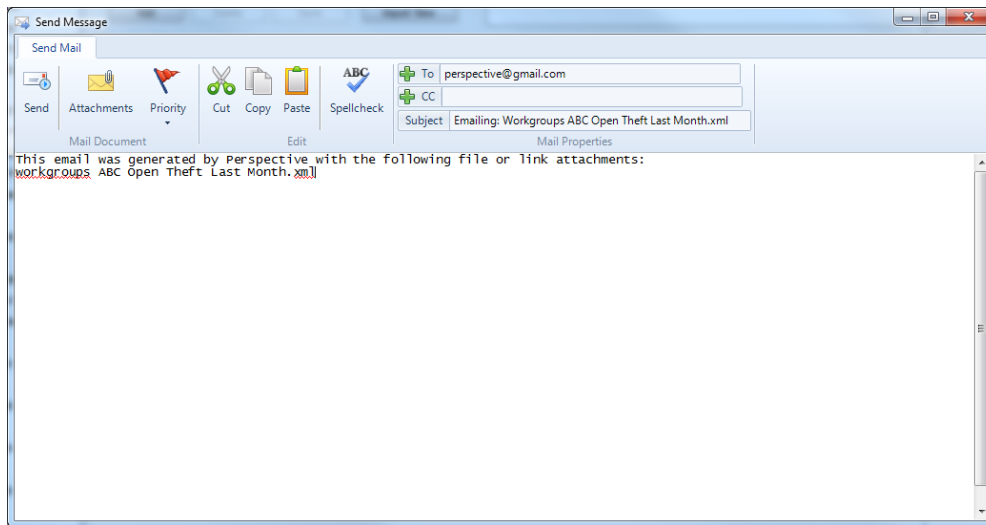 Send Message
Send Mail
Send
Attachments
Priority
Cut
Copy
Paste
ABC
Spellcheck
To perspective@gmail.com
CC
Subject Emailing: Workgroups ABC Open Theft Last Month.xml
Mail Document
Edit
Mail Properties
This email was generated by Perspective with the following file or link attachments:
workgroups ABC Open Theft Last Month.xml